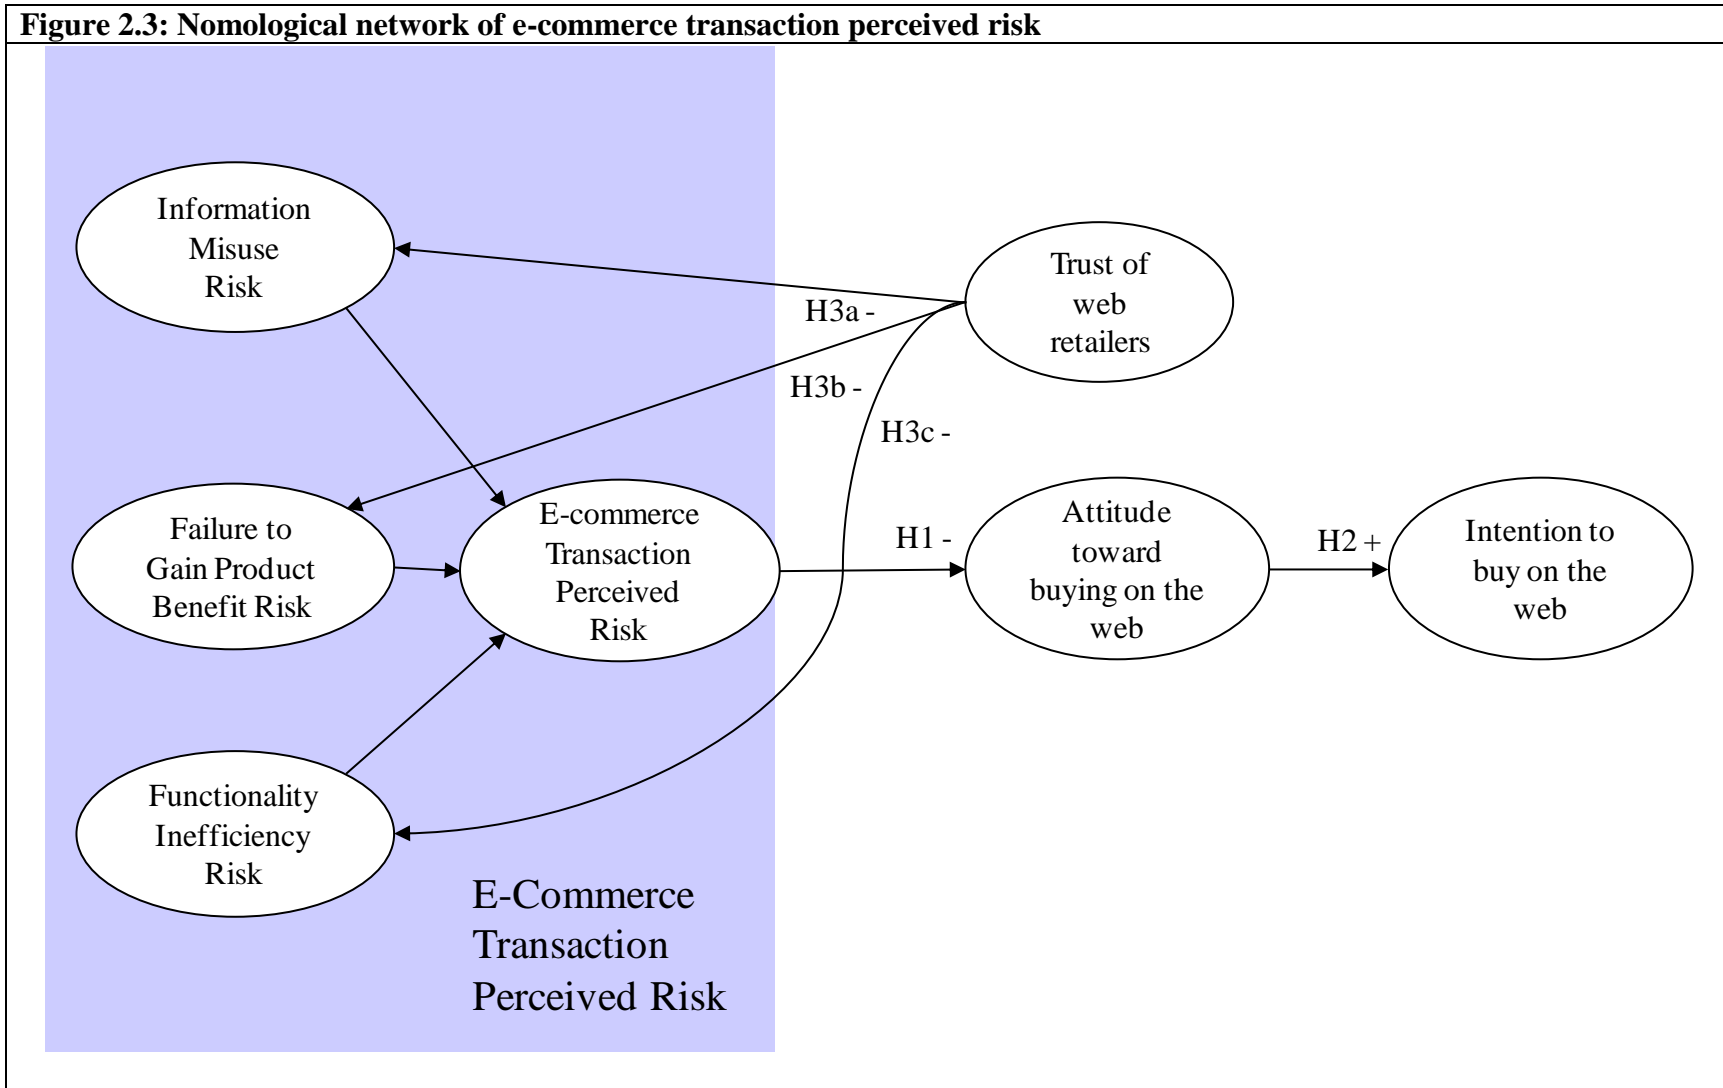 Figure 2.3: Nomological network of e-commerce transaction perceived risk
Information
Misuse
Risk
Trust of
web
retailers
H3a -
H3b -
H3c -
Failure to
Gain Product
Benefit Risk
E-commerce
Transaction
Perceived
Risk
H1 -
Attitude
toward
buying on the
web
H2 +
Intention to
buy on the
web
Functionality
Inefficiency
Risk
E-Commerce
Transaction
Perceived Risk